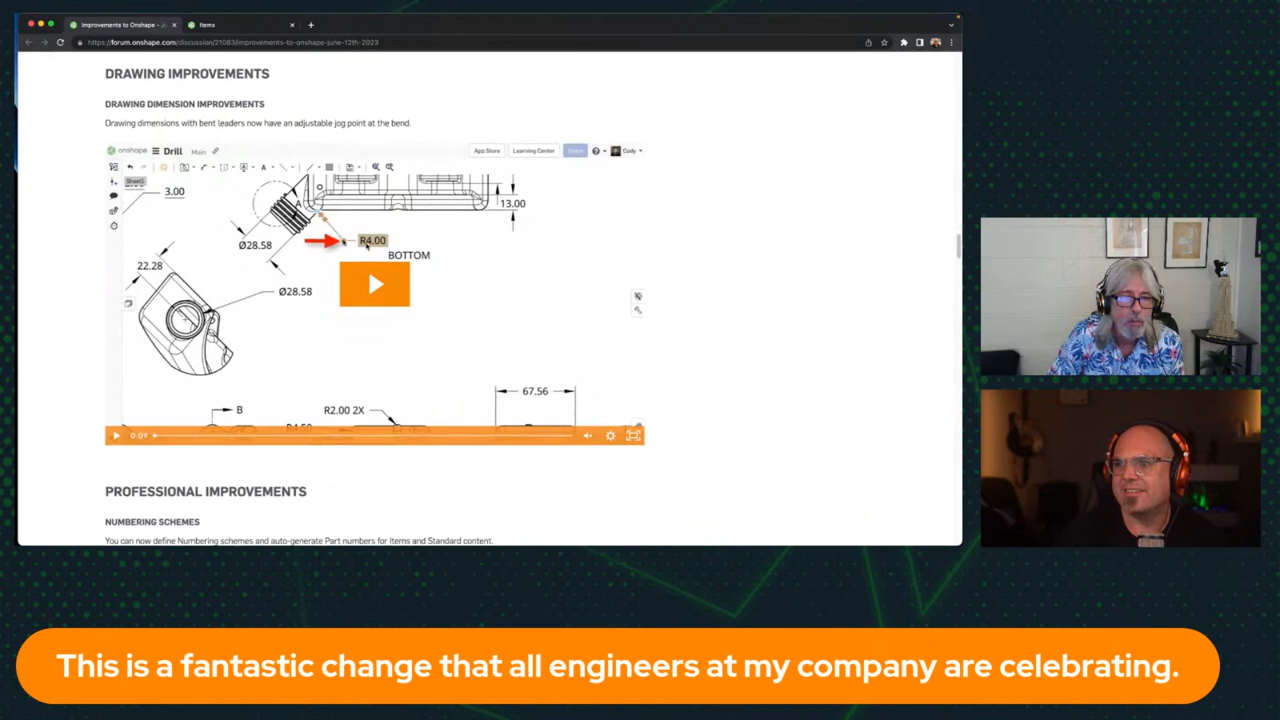 Improvements to Onshape - J
Items
https://forum.onshape.com/discussion/21083/improvements-to-onshape-june-12th-2023
DRAWING IMPROVEMENTS
DRAWING DIMENSION IMPROVEMENTS
Drawing dimensions with bent leaders now have an adjustable jog point at the bend.
onshape Drill Main
App Store Learning Center Share Cody
Sheet1
3.00
A
13.00
Ø28.58
R4.00
BOTTOM
22.28
Ø28.58
67.56
B
R2.00 2X
R4.50
0:09
PROFESSIONAL IMPROVEMENTS
NUMBERING SCHEMES
You can now define Numbering schemes and auto-generate Part numbers for Items and Standard content.
This is a fantastic change that all engineers at my company are celebrating.